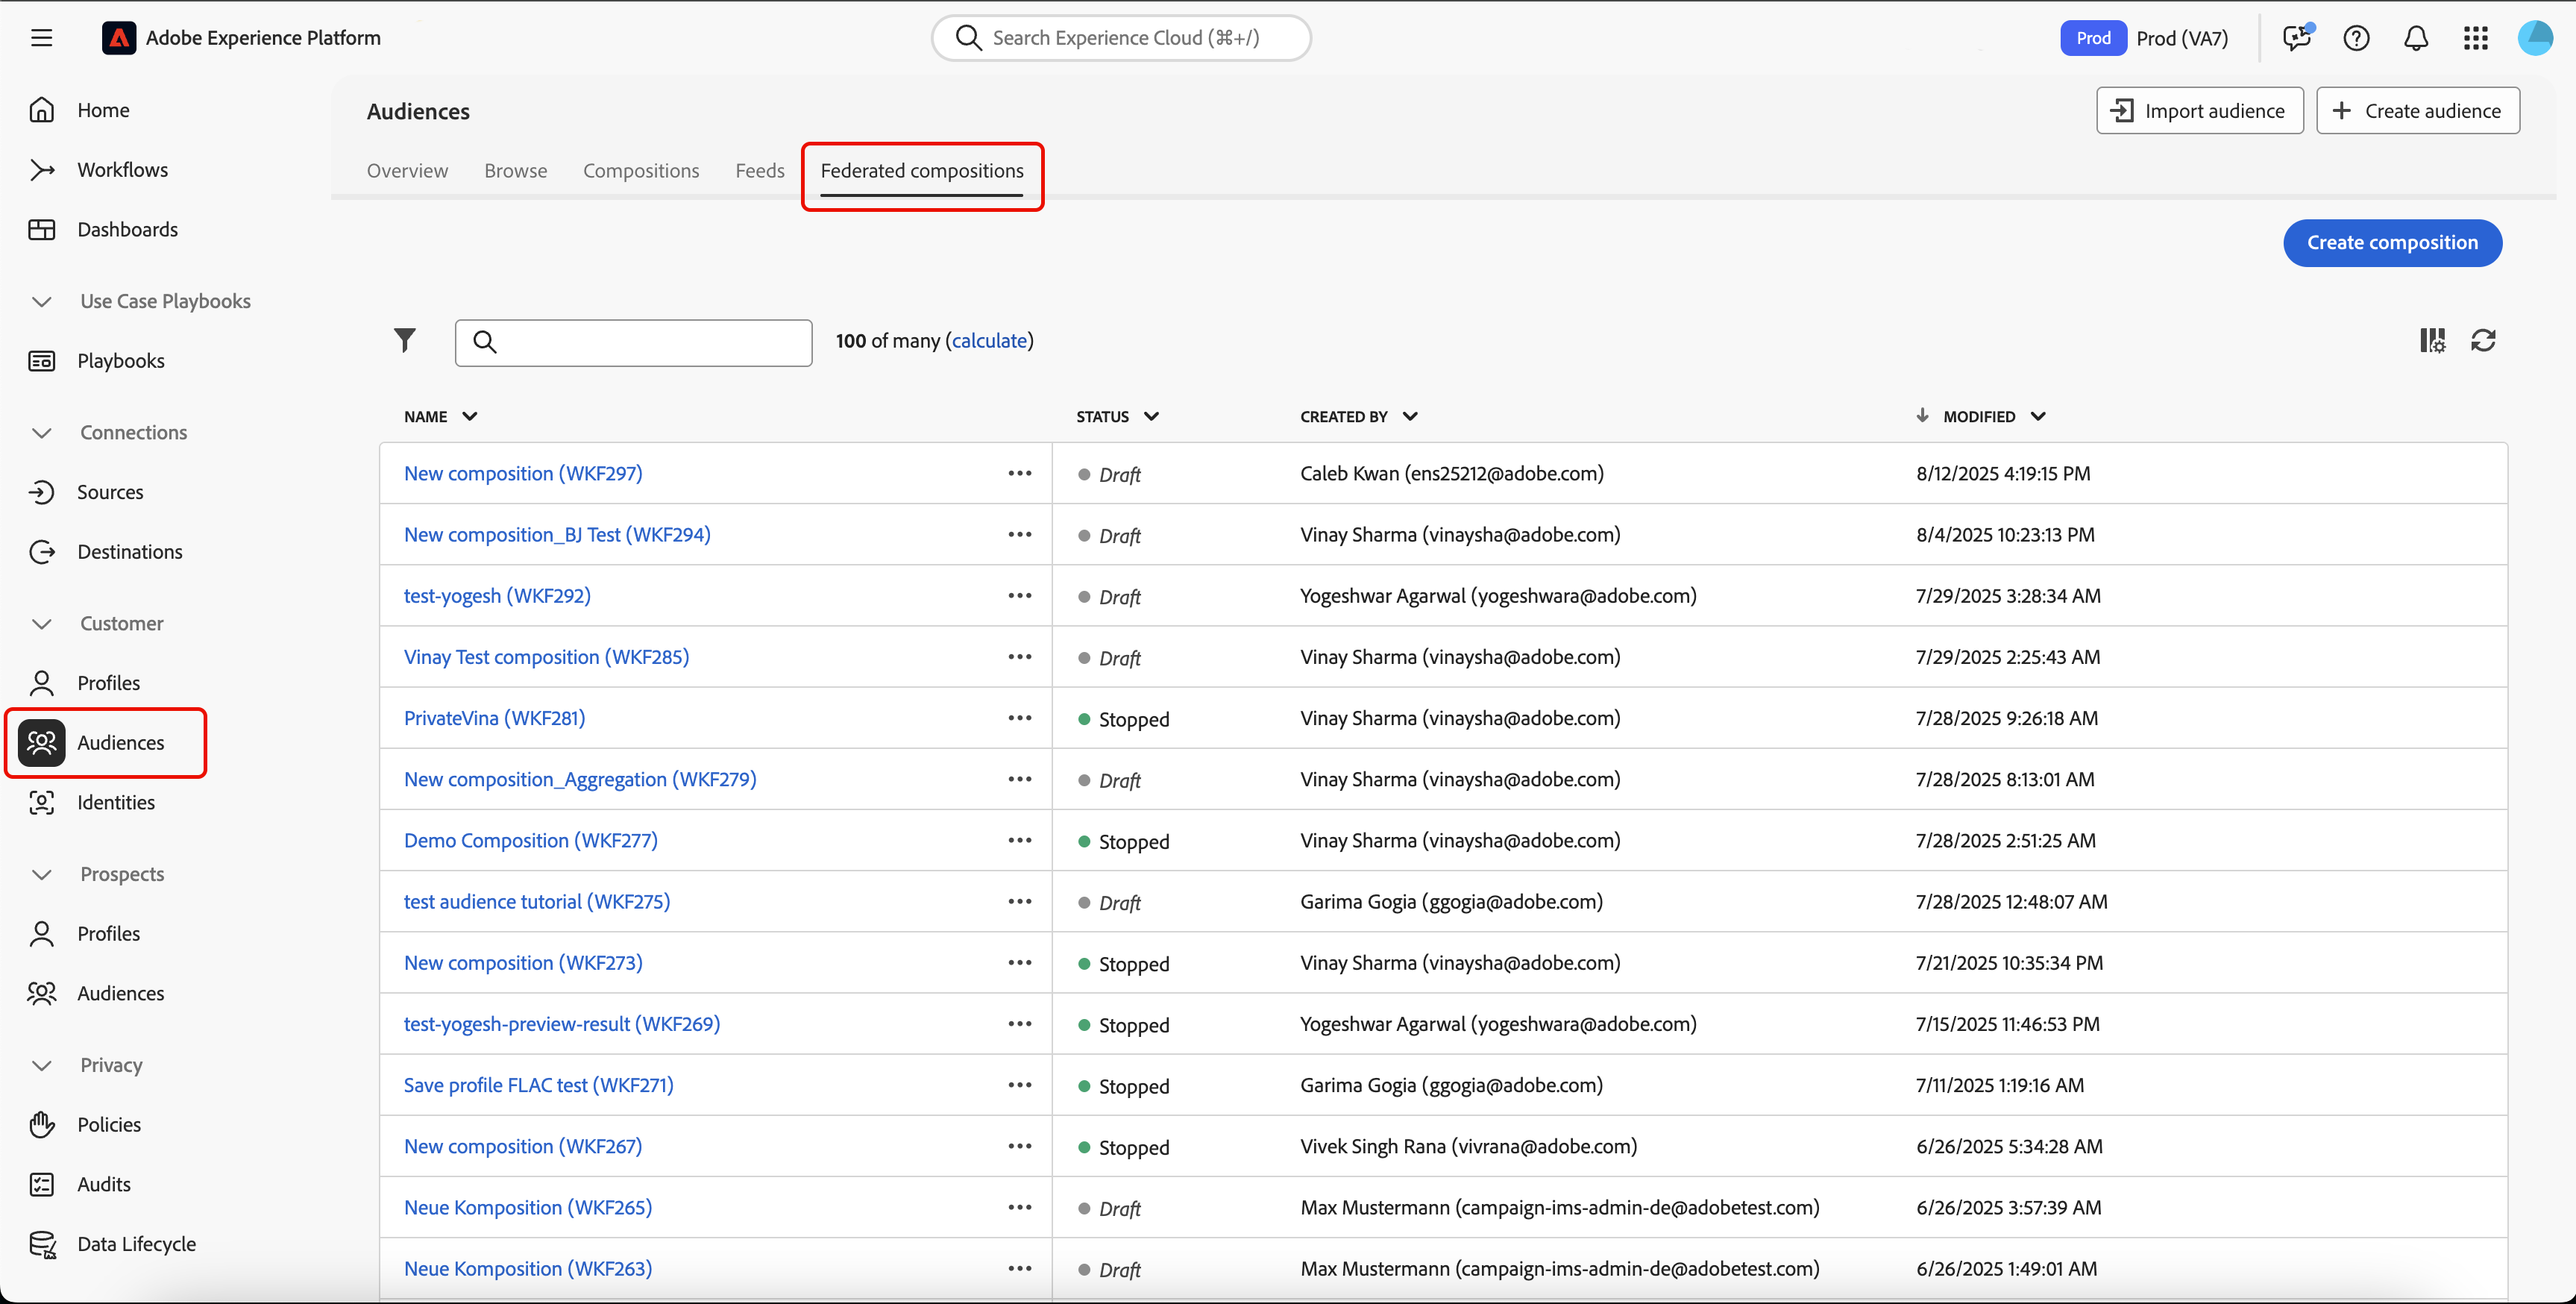 Adobe Experience Platform
Search Experience Cloud (⌘+/)
Prod
Prod (VA7)
Home
Workflows
Dashboards
Use Case Playbooks
Playbooks
Connections
Sources
Destinations
Customer
Profiles
Audiences
Identities
Prospects
Profiles
Audiences
Privacy
Policies
Audits
Data Lifecycle
Audiences
Import audience
Create audience
Overview Browse Compositions Feeds Federated compositions
Create composition
100 of many (calculate)
NAME STATUS CREATED BY MODIFIED
New composition (WKF297) ••• Draft Caleb Kwan (ens25212@adobe.com) 8/12/2025 4:19:15 PM
New composition_BJ Test (WKF294) ••• Draft Vinay Sharma (vinaysha@adobe.com) 8/4/2025 10:23:13 PM
test-yogesh (WKF292) ••• Draft Yogeshwar Agarwal (yogeshwara@adobe.com) 7/29/2025 3:28:34 AM
Vinay Test composition (WKF285) ••• Draft Vinay Sharma (vinaysha@adobe.com) 7/29/2025 2:25:43 AM
PrivateVina (WKF281) ••• Stopped Vinay Sharma (vinaysha@adobe.com) 7/28/2025 9:26:18 AM
New composition_Aggregation (WKF279) ••• Draft Vinay Sharma (vinaysha@adobe.com) 7/28/2025 8:13:01 AM
Demo Composition (WKF277) ••• Stopped Vinay Sharma (vinaysha@adobe.com) 7/28/2025 2:51:25 AM
test audience tutorial (WKF275) ••• Draft Garima Gogia (ggogia@adobe.com) 7/28/2025 12:48:07 AM
New composition (WKF273) ••• Stopped Vinay Sharma (vinaysha@adobe.com) 7/21/2025 10:35:34 PM
test-yogesh-preview-result (WKF269) ••• Stopped Yogeshwar Agarwal (yogeshwara@adobe.com) 7/15/2025 11:46:53 PM
Save profile FLAC test (WKF271) ••• Stopped Garima Gogia (ggogia@adobe.com) 7/11/2025 1:19:16 AM
New composition (WKF267) ••• Stopped Vivek Singh Rana (vivrana@adobe.com) 6/26/2025 5:34:28 AM
Neue Komposition (WKF265) ••• Draft Max Mustermann (campaign-ims-admin-de@adobetest.com) 6/26/2025 3:57:39 AM
Neue Komposition (WKF263) ••• Draft Max Mustermann (campaign-ims-admin-de@adobetest.com) 6/26/2025 1:49:01 AM